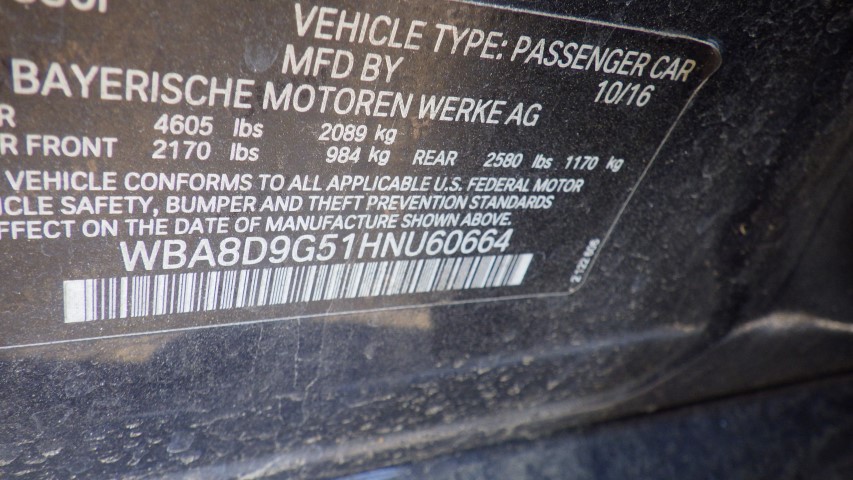 VEHICLE TYPE: PASSENGER CAR
MFD BY 10/16
BAYERISCHE MOTOREN WERKE AG
R 4605 lbs 2089 kg
R FRONT 2170 lbs 984 kg REAR 2580 lbs 1170 kg
VEHICLE CONFORMS TO ALL APPLICABLE U.S. FEDERAL MOTOR
ICLE SAFETY, BUMPER AND THEFT PREVENTION STANDARDS
EFFECT ON THE DATE OF MANUFACTURE SHOWN ABOVE.
WBA8D9G51HNU60664